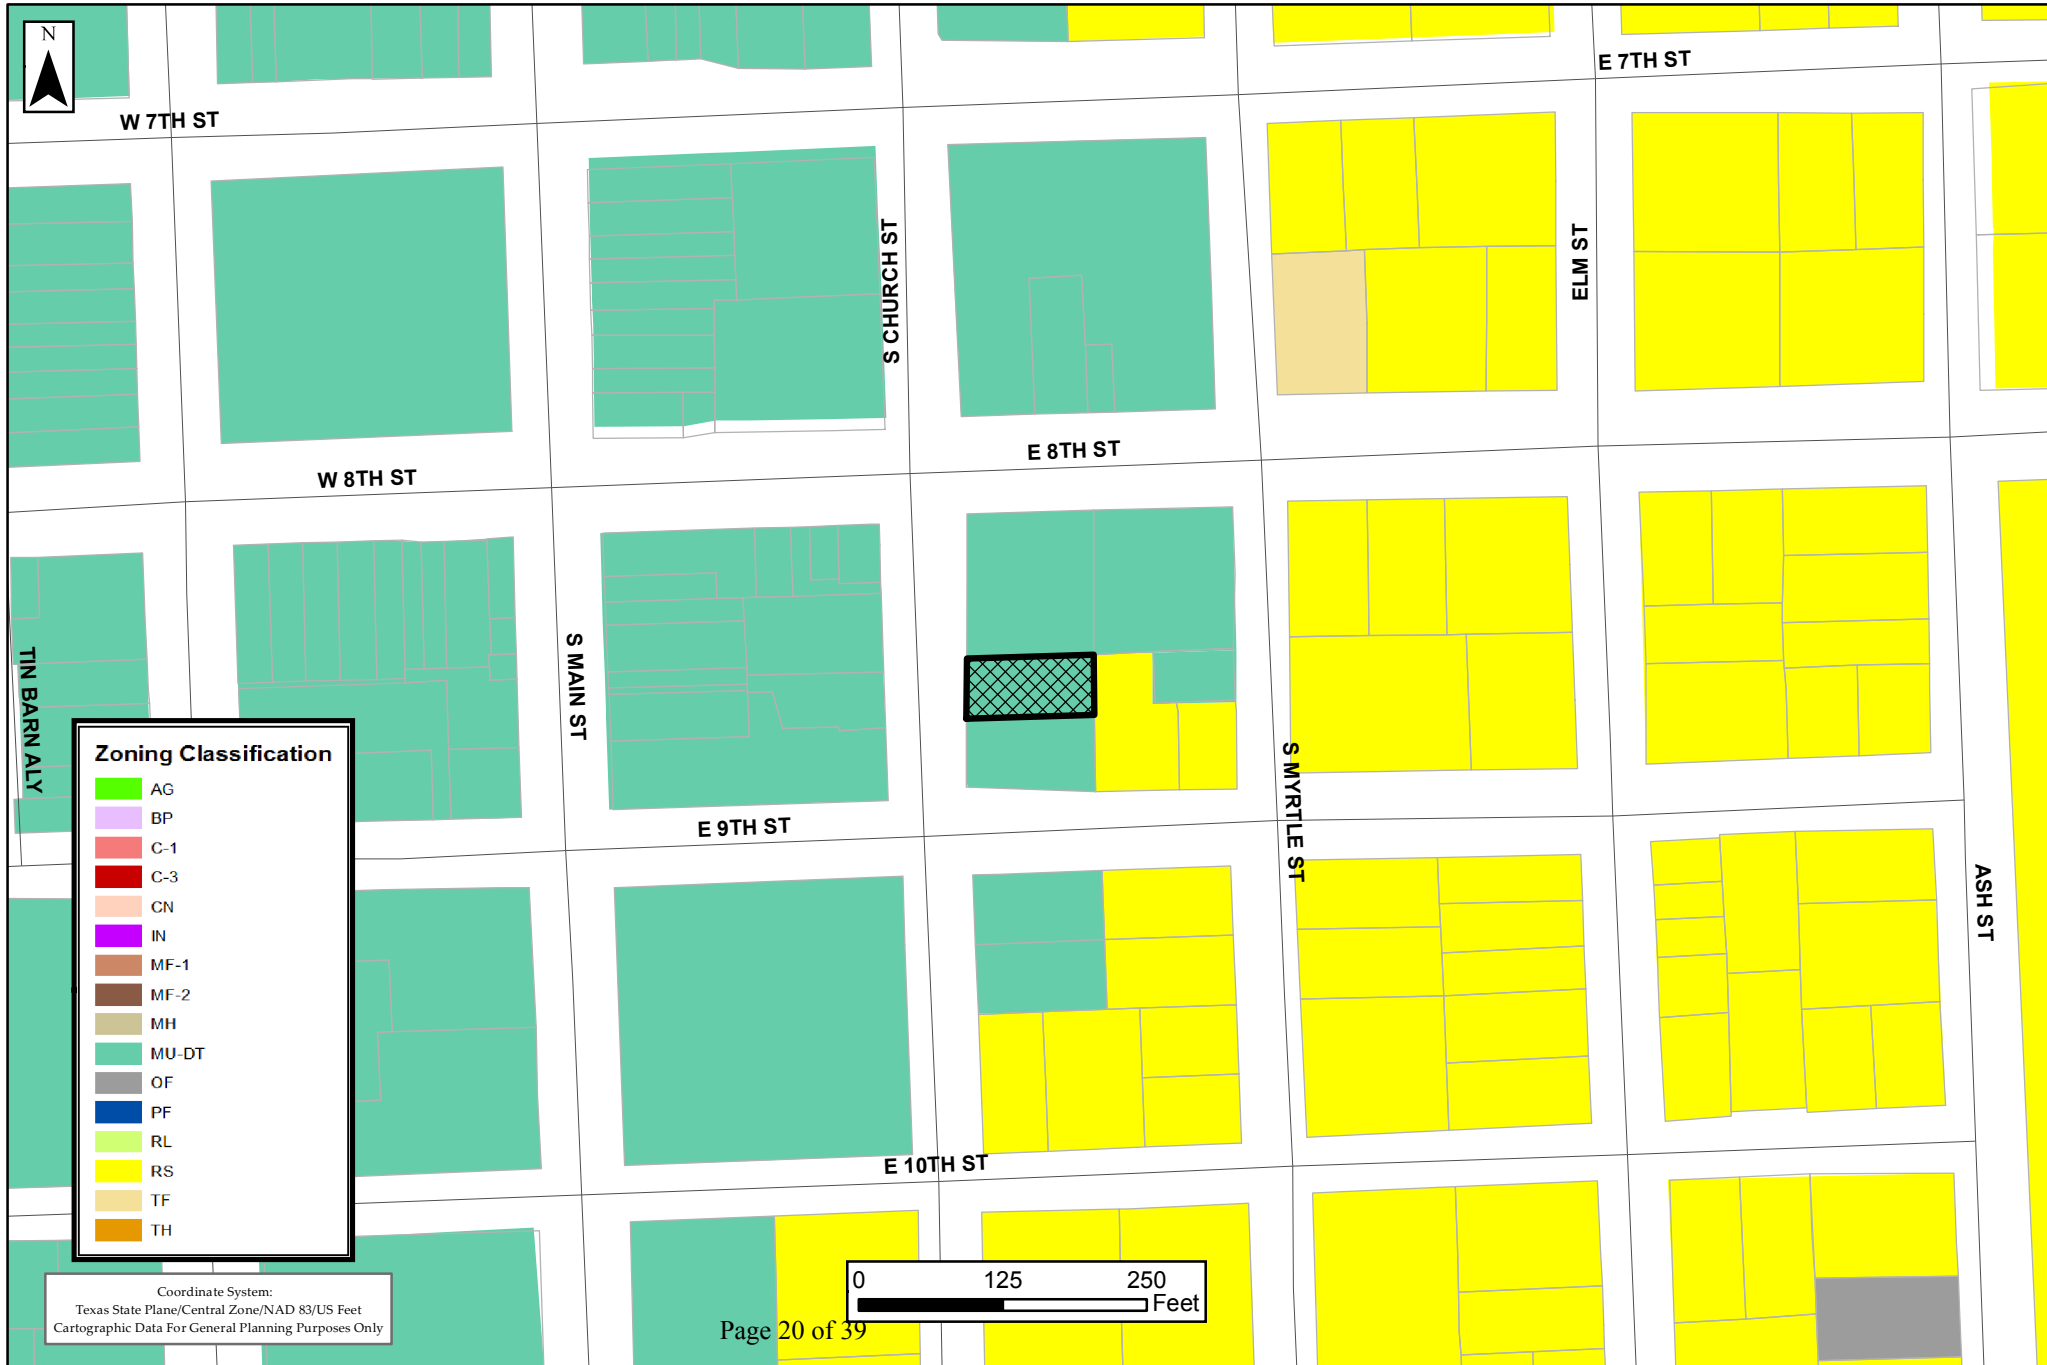 N
E 7TH ST
W 7TH ST
S CHURCH ST
ELM ST
E 8TH ST
W 8TH ST
S MAIN ST
TIN BARN ALY
S MYRTLE ST
E 9TH ST
ASH ST
E 10TH ST
Zoning Classification
AG
BP
C-1
C-3
CN
IN
MF-1
MF-2
MH
MU-DT
OF
PF
RL
RS
TF
TH
Coordinate System:
Texas State Plane/Central Zone/NAD 83/US Feet
Cartographic Data For General Planning Purposes Only
0 125 250
Feet
Page 20 of 39